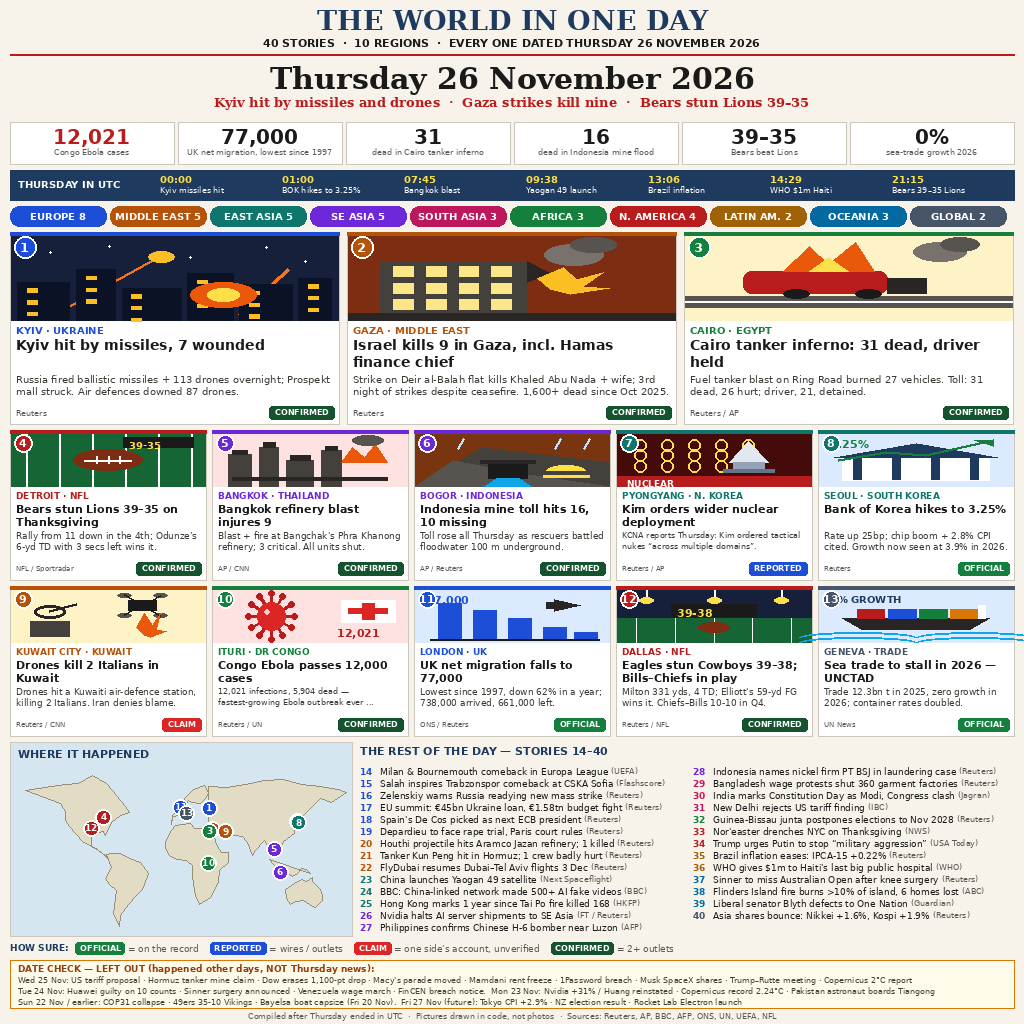 THE WORLD IN ONE DAY
40 STORIES · 10 REGIONS · EVERY ONE DATED THURSDAY 26 NOVEMBER 2026
Thursday 26 November 2026
Kyiv hit by missiles and drones · Gaza strikes kill nine · Bears stun Lions 39–35
12,021
Congo Ebola cases
77,000
UK net migration, lowest since 1997
31
dead in Cairo tanker inferno
16
dead in Indonesia mine flood
39–35
Bears beat Lions
0%
sea-trade growth 2026
THURSDAY IN UTC
00:00
Kyiv missiles hit
01:00
BOK hikes to 3.25%
07:45
Bangkok blast
09:38
Yaogan 49 launch
13:06
Brazil inflation
14:29
WHO $1m Haiti
21:15
Bears 39–35 Lions
EUROPE 8
MIDDLE EAST 5
EAST ASIA 5
SE ASIA 5
SOUTH ASIA 3
AFRICA 3
N. AMERICA 4
LATIN AM. 2
OCEANIA 3
GLOBAL 2
1
KYIV · UKRAINE
Kyiv hit by missiles, 7 wounded
Russia fired ballistic missiles + 113 drones overnight; Prospekt
mall struck. Air defences downed 87 drones.
Reuters
CONFIRMED
2
GAZA · MIDDLE EAST
Israel kills 9 in Gaza, incl. Hamas
finance chief
Strike on Deir al-Balah flat kills Khaled Abu Nada + wife; 3rd
night of strikes despite ceasefire. 1,600+ dead since Oct 2025.
Reuters
CONFIRMED
3
CAIRO · EGYPT
Cairo tanker inferno: 31 dead, driver
held
Fuel tanker blast on Ring Road burned 27 vehicles. Toll: 31
dead, 26 hurt; driver, 21, detained.
Reuters / AP
CONFIRMED
4
39-35
DETROIT · NFL
Bears stun Lions 39–35 on
Thanksgiving
Rally from 11 down in the 4th; Odunze's
6-yd TD with 3 secs left wins it.
NFL / Sportradar
CONFIRMED
5
BANGKOK · THAILAND
Bangkok refinery blast
injures 9
Blast + fire at Bangchak's Phra Khanong
refinery; 3 critical. All units shut.
AP / CNN
CONFIRMED
6
BOGOR · INDONESIA
Indonesia mine toll hits 16,
10 missing
Toll rose all Thursday as rescuers battled
floodwater 100 m underground.
AP / Reuters
CONFIRMED
7
NUCLEAR
PYONGYANG · N. KOREA
Kim orders wider nuclear
deployment
KCNA reports Thursday: Kim ordered tactical
nukes “across multiple domains”.
Reuters / AP
REPORTED
8
.25%
SEOUL · SOUTH KOREA
Bank of Korea hikes to 3.25%
Rate up 25bp; chip boom + 2.8% CPI
cited. Growth now seen at 3.9% in 2026.
Reuters
OFFICIAL
9
KUWAIT CITY · KUWAIT
Drones kill 2 Italians in
Kuwait
Drones hit a Kuwaiti air-defence station,
killing 2 Italians. Iran denies blame.
Reuters / CNN
CLAIM
10
12,021
ITURI · DR CONGO
Congo Ebola passes 12,000
cases
12,021 infections, 5,904 dead —
fastest-growing Ebola outbreak ever ...
Reuters / UN
CONFIRMED
11
7,000
LONDON · UK
UK net migration falls to
77,000
Lowest since 1997, down 62% in a year;
738,000 arrived, 661,000 left.
ONS / Reuters
OFFICIAL
12
39-38
DALLAS · NFL
Eagles stun Cowboys 39–38;
Bills–Chiefs in play
Milton 331 yds, 4 TD; Elliott's 59-yd FG
wins it. Chiefs–Bills 10-10 in Q4.
Reuters / NFL
CONFIRMED
13
% GROWTH
GENEVA · TRADE
Sea trade to stall in 2026 —
UNCTAD
Trade 12.3bn t in 2025, zero growth in
2026; container rates doubled.
UN News
OFFICIAL
WHERE IT HAPPENED
4
12
13
1
3
9
10
8
5
6
THE REST OF THE DAY — STORIES 14–40
14 Milan & Bournemouth comeback in Europa League (UEFA)
15 Salah inspires Trabzonspor comeback at CSKA Sofia (Flashscore)
16 Zelenskiy warns Russia readying new mass strike (Reuters)
17 EU summit: €45bn Ukraine loan, €1.58tn budget fight (Reuters)
18 Spain's De Cos picked as next ECB president (Reuters)
19 Depardieu to face rape trial, Paris court rules (Reuters)
20 Houthi projectile hits Aramco Jazan refinery; 1 killed (Reuters)
21 Tanker Kun Peng hit in Hormuz; 1 crew badly hurt (Reuters)
22 FlyDubai resumes Dubai–Tel Aviv flights 3 Dec (Reuters)
23 China launches Yaogan 49 satellite (Next Spaceflight)
24 BBC: China-linked network made 500+ AI fake videos (BBC)
25 Hong Kong marks 1 year since Tai Po fire killed 168 (HKFP)
26 Nvidia halts AI server shipments to SE Asia (FT / Reuters)
27 Philippines confirms Chinese H-6 bomber near Luzon (AFP)
28 Indonesia names nickel firm PT BSJ in laundering case (Reuters)
29 Bangladesh wage protests shut 360 garment factories (Reuters)
30 India marks Constitution Day as Modi, Congress clash (Jagran)
31 New Delhi rejects US tariff finding (IBC)
32 Guinea-Bissau junta postpones elections to Nov 2028 (Reuters)
33 Nor'easter drenches NYC on Thanksgiving (NWS)
34 Trump urges Putin to stop “military aggression” (USA Today)
35 Brazil inflation eases: IPCA-15 +0.22% (Reuters)
36 WHO gives $1m to Haiti's last big public hospital (WHO)
37 Sinner to miss Australian Open after knee surgery (Reuters)
38 Flinders Island fire burns >10% of island, 6 homes lost (ABC)
39 Liberal senator Blyth defects to One Nation (Guardian)
40 Asia shares bounce: Nikkei +1.6%, Kospi +1.9% (Reuters)
HOW SURE: OFFICIAL = on the record REPORTED = wires / outlets CLAIM = one side's account, unverified CONFIRMED = 2+ outlets
DATE CHECK — LEFT OUT (happened other days, NOT Thursday news):
Wed 25 Nov: US tariff proposal · Hormuz tanker mine claim · Dow erases 1,100-pt drop · Macy's parade moved · Mamdani rent freeze · 1Password breach · Musk SpaceX shares · Trump–Rutte meeting · Copernicus 2°C report
Tue 24 Nov: Huawei guilty on 10 counts · Sinner surgery announced · FinCEN breach notice. Mon 23 Nov: Nvidia +31% / Huang reinstated · Copernicus record 2.24°C · Pakistan astronaut boards Tiangong
Sun 22 Nov / earlier: COP31 collapse · 49ers 35-10 Vikings · Bayelsa boat capsize (Fri 20 Nov). Fri 27 Nov (future): Tokyo CPI +2.9% · NZ election result · Rocket Lab Electron launch
Compiled after Thursday ended in UTC · Pictures drawn in code, not photos · Sources: Reuters, AP, BBC, AFP, ONS, UN, UEFA, NFL